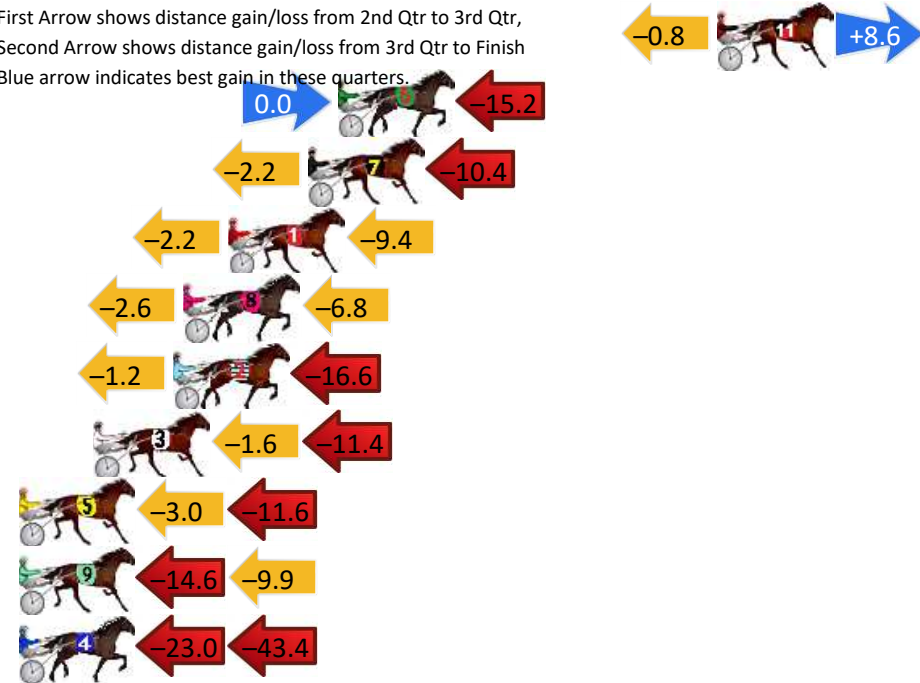 First Arrow shows distance gain/loss from 2nd Qtr to 3rd Qtr,
Second Arrow shows distance gain/loss from 3rd Qtr to Finish
Blue arrow indicates best gain in these quarters.
–0.8 11 +8.6
0.0 6 –15.2
–2.2 7 –10.4
–2.2 1 –9.4
–2.6 8 –6.8
–1.2 2 –16.6
3 –1.6 –11.4
5 –3.0 –11.6
9 –14.6 –9.9
4 –23.0 –43.4